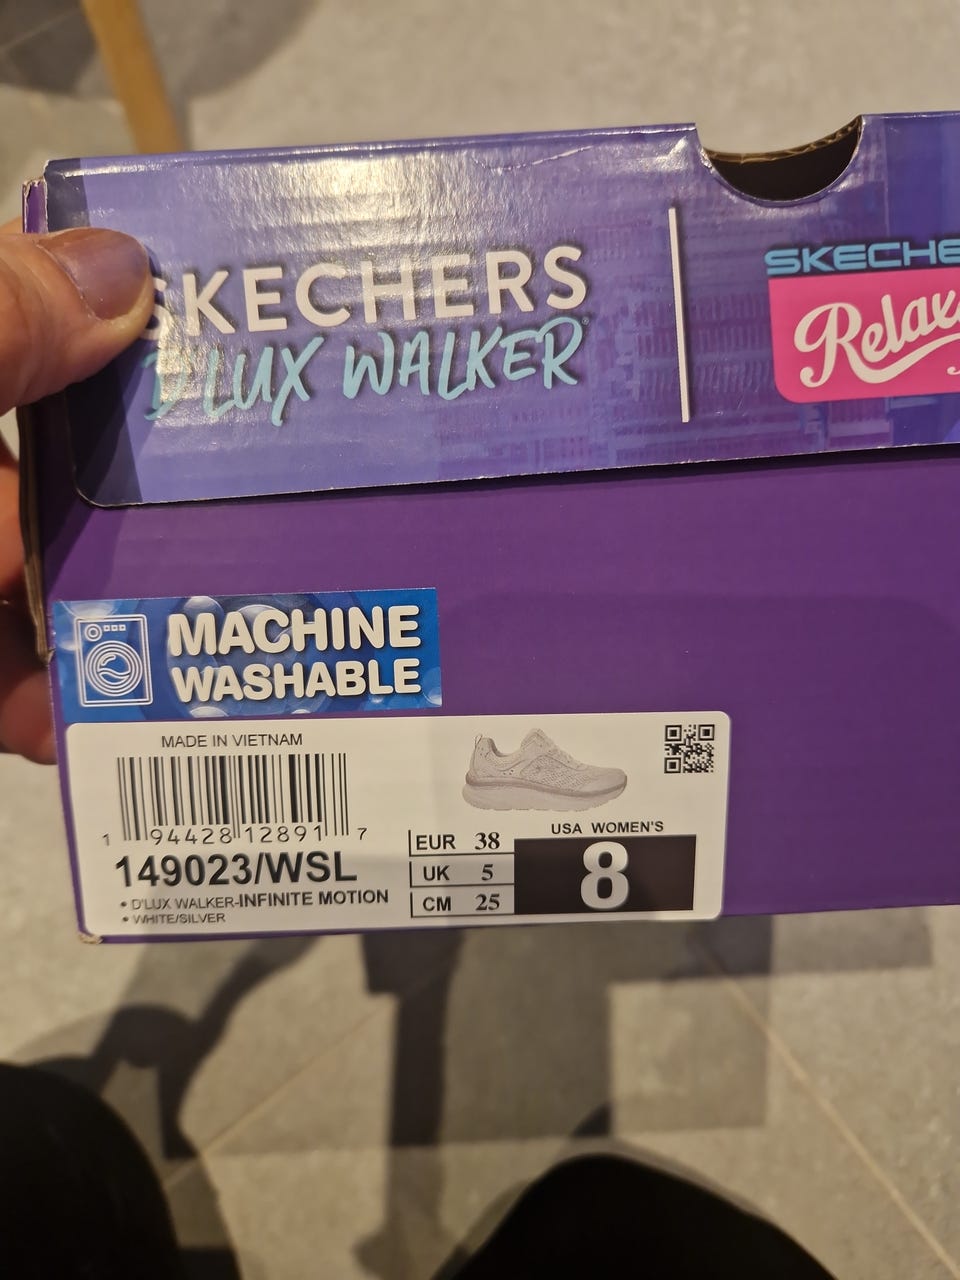 SKECHERS
D'LUX WALKER®
SKECHE
Relax
MACHINE
WASHABLE
MADE IN VIETNAM
1 94428 12891 7
149023/WSL
• D'LUX WALKER-INFINITE MOTION
• WHITE/SILVER
EUR 38
UK 5
CM 25
USA WOMEN'S
8